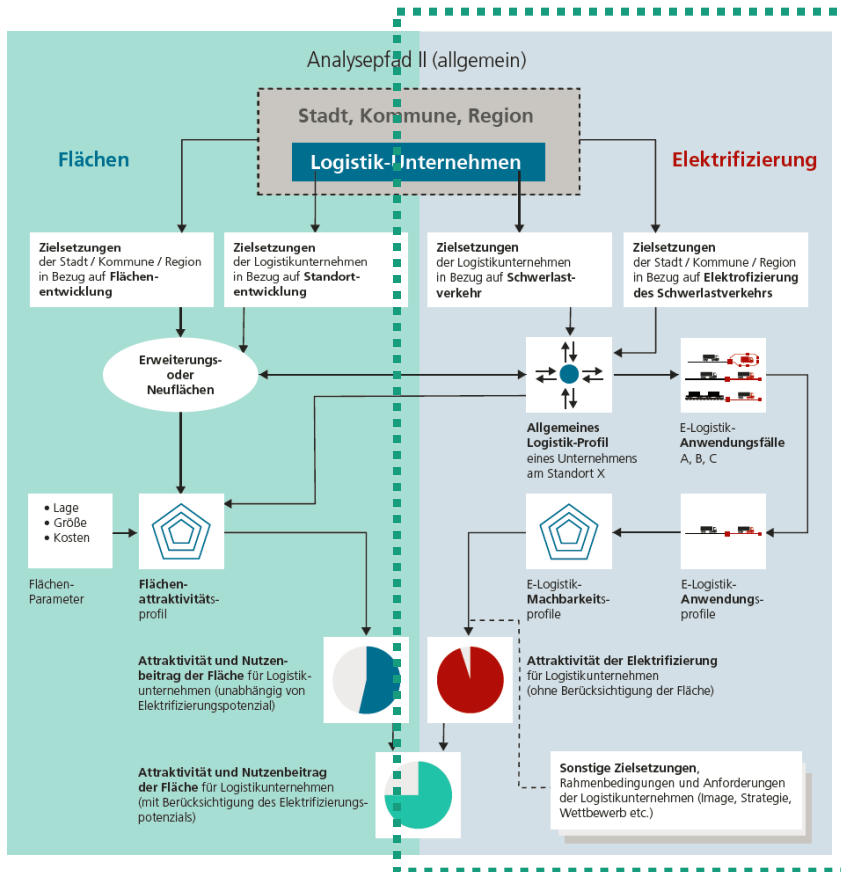 Analysepfad II (allgemein)
Stadt, Kommune, Region
Logistik-Unternehmen
Flächen
Elektrifizierung
Zielsetzungen
der Stadt / Kommune / Region
in Bezug auf Flächen-
entwicklung
Zielsetzungen
der Logistikunternehmen
in Bezug auf Standort-
entwicklung
Zielsetzungen
der Logistikunternehmen
in Bezug auf Schwerlast-
verkehr
Zielsetzungen
der Stadt / Kommune / Region
in Bezug auf Elektrofizierung
des Schwerlastverkehrs
Erweiterungs-
oder
Neuflächen
Allgemeines
Logistik-Profil
eines Unternehmens
am Standort X
E-Logistik-
Anwendungsfälle
A, B, C
• Lage
• Größe
• Kosten
Flächen-
Parameter
Flächen-
attraktivitäts-
profil
E-Logistik-
Machbarkeits-
profile
E-Logistik-
Anwendungs-
profile
Attraktivität und Nutzen-
beitrag der Fläche für Logistik-
unternehmen (unabhängig von
Elektrifizierungspotenzial)
Attraktivität der Elektrifizierung
für Logistikunternehmen
(ohne Berücksichtigung der Fläche)
Attraktivität und Nutzenbeitrag
der Fläche für Logistikunternehmen
(mit Berücksichtigung des Elektrifizierungs-
potenzials)
Sonstige Zielsetzungen,
Rahmenbedingungen und Anforderungen
der Logistikunternehmen (Image, Strategie,
Wettbewerb etc.)